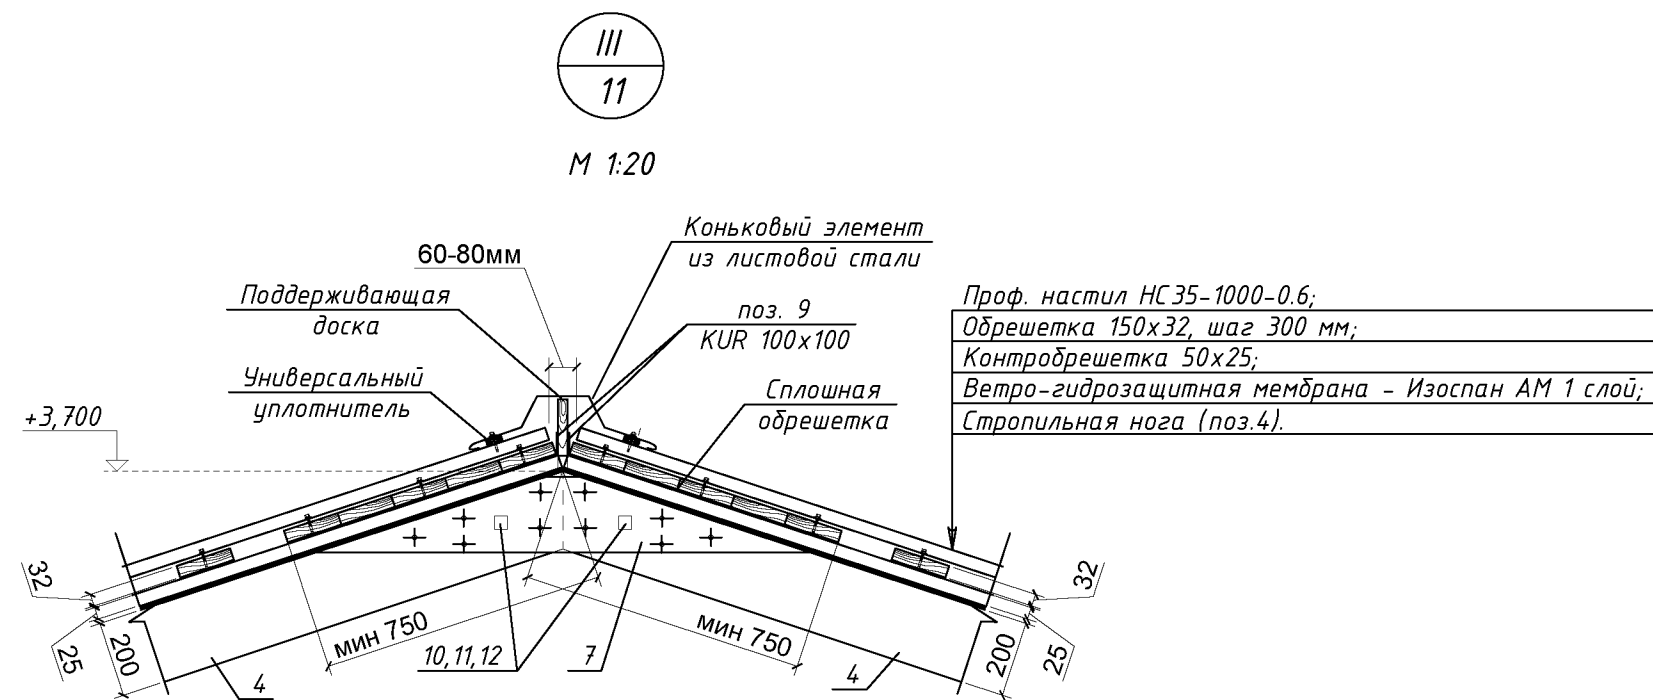 III
11
М 1:20
Коньковый элемент
из листовой стали
60-80мм
Поддерживающая
доска
поз. 9
KUR 100x100
Проф. настил НС35-1000-0.6;
Обрешетка 150х32, шаг 300 мм;
Контробрешетка 50х25;
Ветро-гидрозащитная мембрана - Изоспан АМ 1 слой;
Стропильная нога (поз.4).
Универсальный
уплотнитель
Сплошная
обрешетка
+3,700
32
25
200
4
мин 750
10,11,12
7
мин 750
4
200
25
32